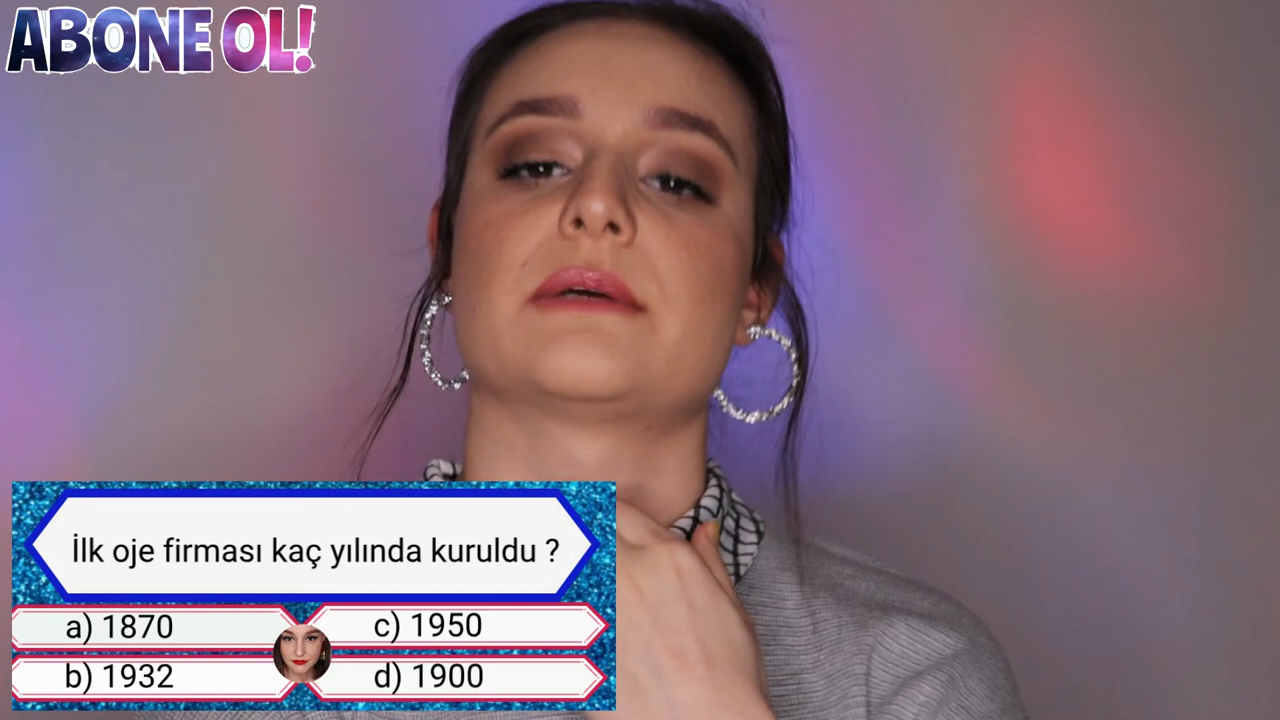 ABONE OL!
İlk oje firması kaç yılında kuruldu ?
a) 1870
c) 1950
b) 1932
d) 1900